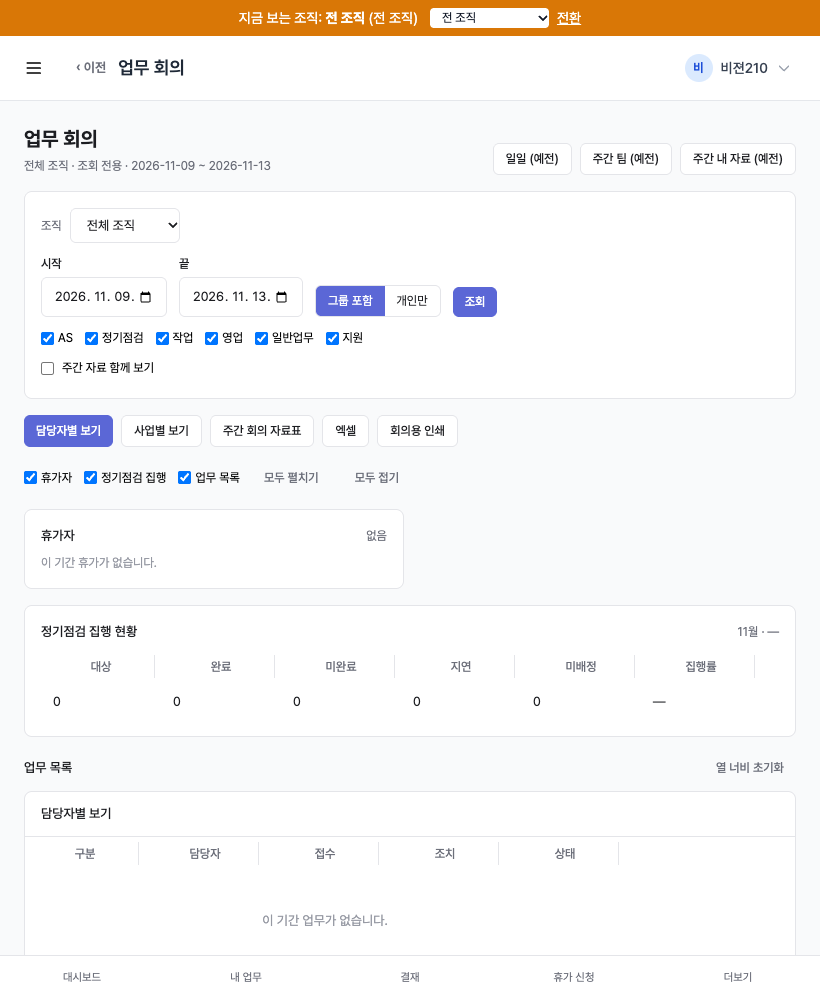 지금 보는 조직: 전 조직 (전 조직) 전 조직 전환
‹ 이전 업무 회의 비 비젼210
업무 회의
전체 조직 · 조회 전용 · 2026-11-09 ~ 2026-11-13
일일 (예전) 주간 팀 (예전) 주간 내 자료 (예전)
조직 전체 조직
시작 끝
2026. 11. 09. 2026. 11. 13. 그룹 포함 개인만 조회
AS 정기점검 작업 영업 일반업무 지원
주간 자료 함께 보기
담당자별 보기 사업별 보기 주간 회의 자료표 엑셀 회의용 인쇄
휴가자 정기점검 집행 업무 목록 모두 펼치기 모두 접기
휴가자 없음
이 기간 휴가가 없습니다.
정기점검 집행 현황 11월 · —
대상 완료 미완료 지연 미배정 집행률
0 0 0 0 0 —
업무 목록 열 너비 초기화
담당자별 보기
구분 담당자 접수 조치 상태
이 기간 업무가 없습니다.
대시보드 내 업무 결재 휴가 신청 더보기